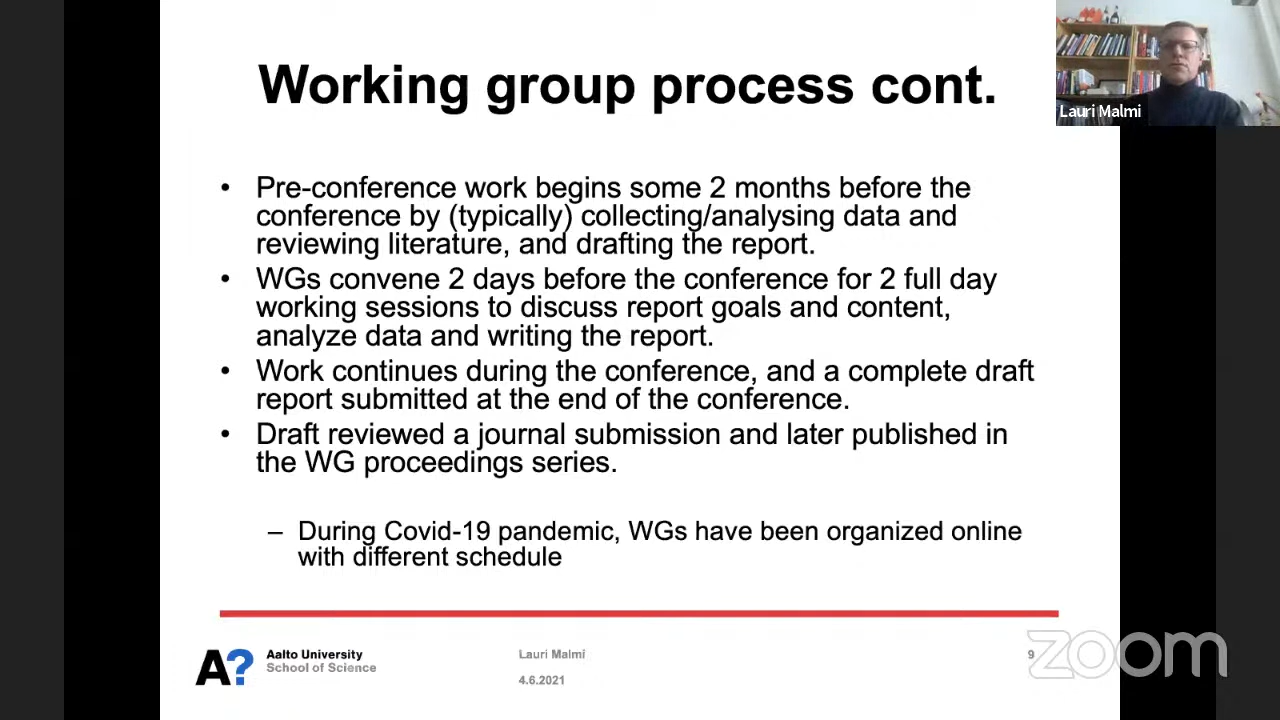 Working group process cont.
Lauri Malmi
• Pre-conference work begins some 2 months before the
conference by (typically) collecting/analysing data and
reviewing literature, and drafting the report.
• WGs convene 2 days before the conference for 2 full day
working sessions to discuss report goals and content,
analyze data and writing the report.
• Work continues during the conference, and a complete draft
report submitted at the end of the conference.
• Draft reviewed a journal submission and later published in
the WG proceedings series.
– During Covid-19 pandemic, WGs have been organized online
with different schedule
A?
Aalto University
School of Science
Lauri Malmi
4.6.2021
9
zoom